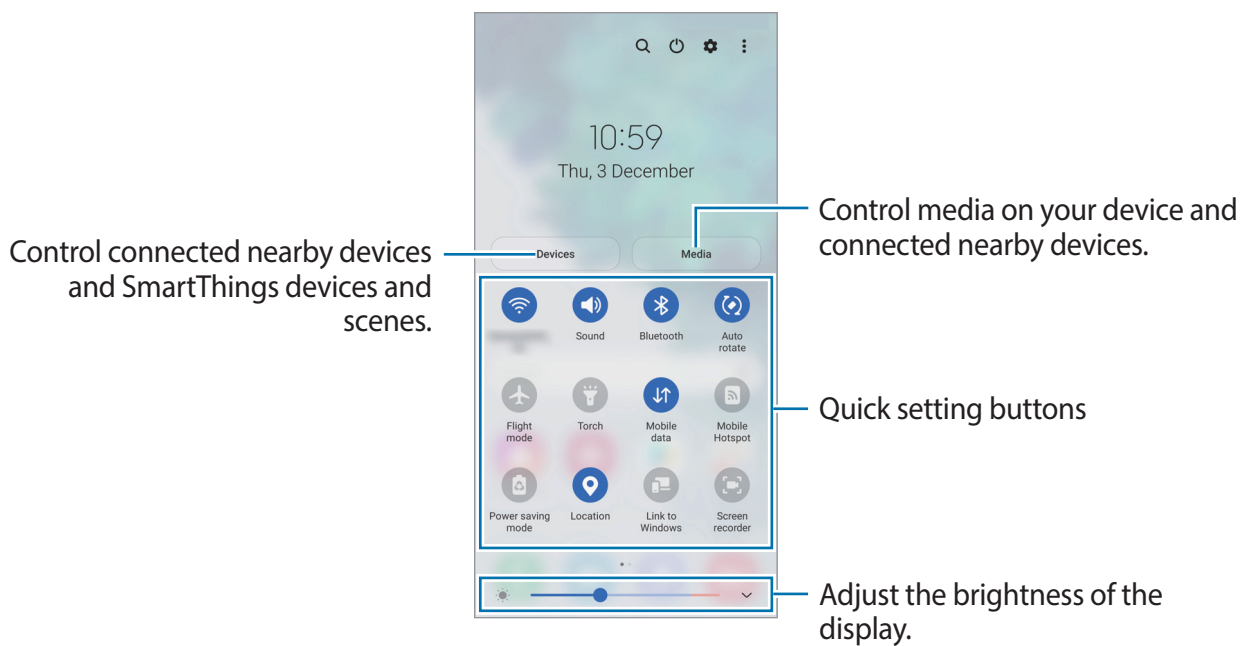 10:59
Thu, 3 December
Control media on your device and
connected nearby devices.
Control connected nearby devices
and SmartThings devices and
scenes.
Devices
Media
Sound
Bluetooth
Auto
rotate
Quick setting buttons
Flight
mode
Torch
Mobile
data
Mobile
Hotspot
Power saving
mode
Location
Link to
Windows
Screen
recorder
Adjust the brightness of the
display.